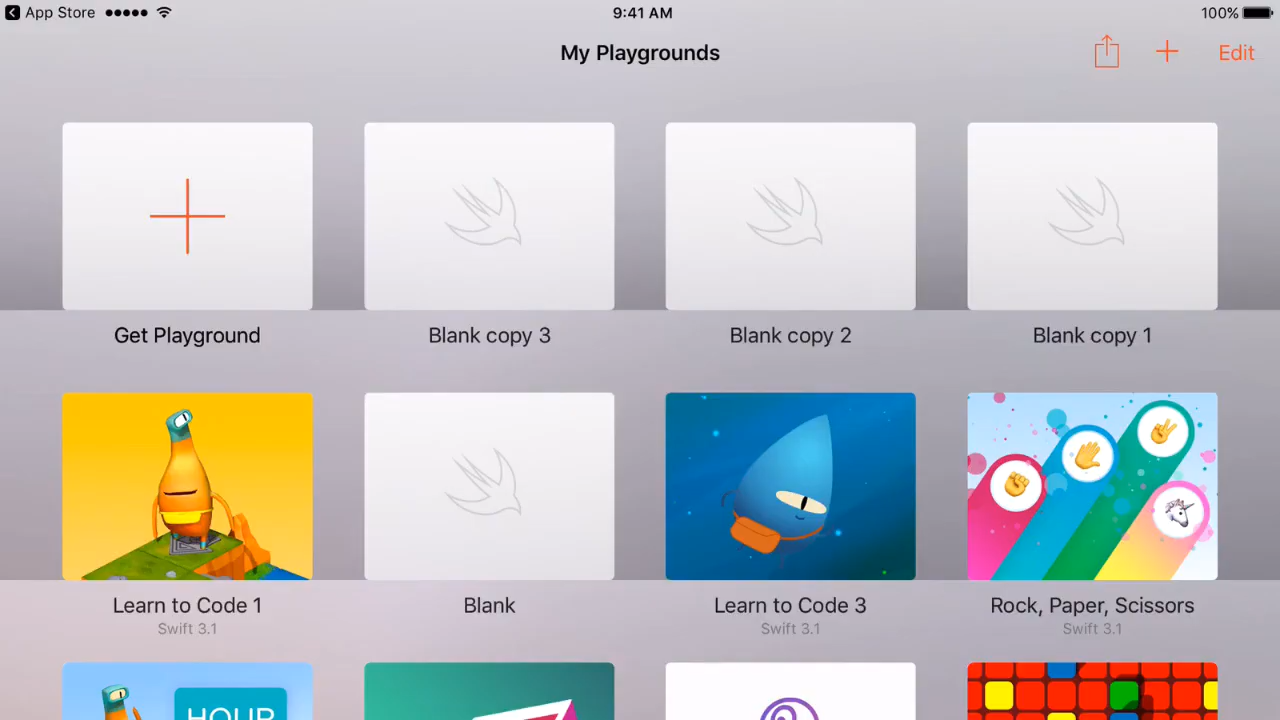 App Store
9:41 AM
100%
My Playgrounds
Edit
Get Playground
Blank copy 3
Blank copy 2
Blank copy 1
Learn to Code 1
Swift 3.1
Blank
Learn to Code 3
Swift 3.1
Rock, Paper, Scissors
Swift 3.1
HOUR